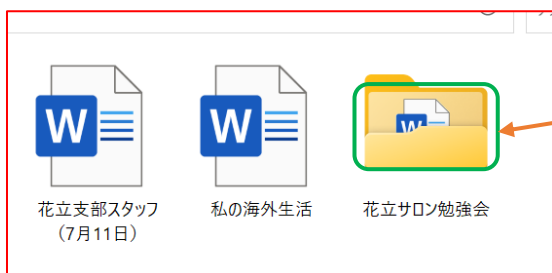 W
W
W
花立支部スタッフ
（7月11日）
私の海外生活
花立サロン勉強会